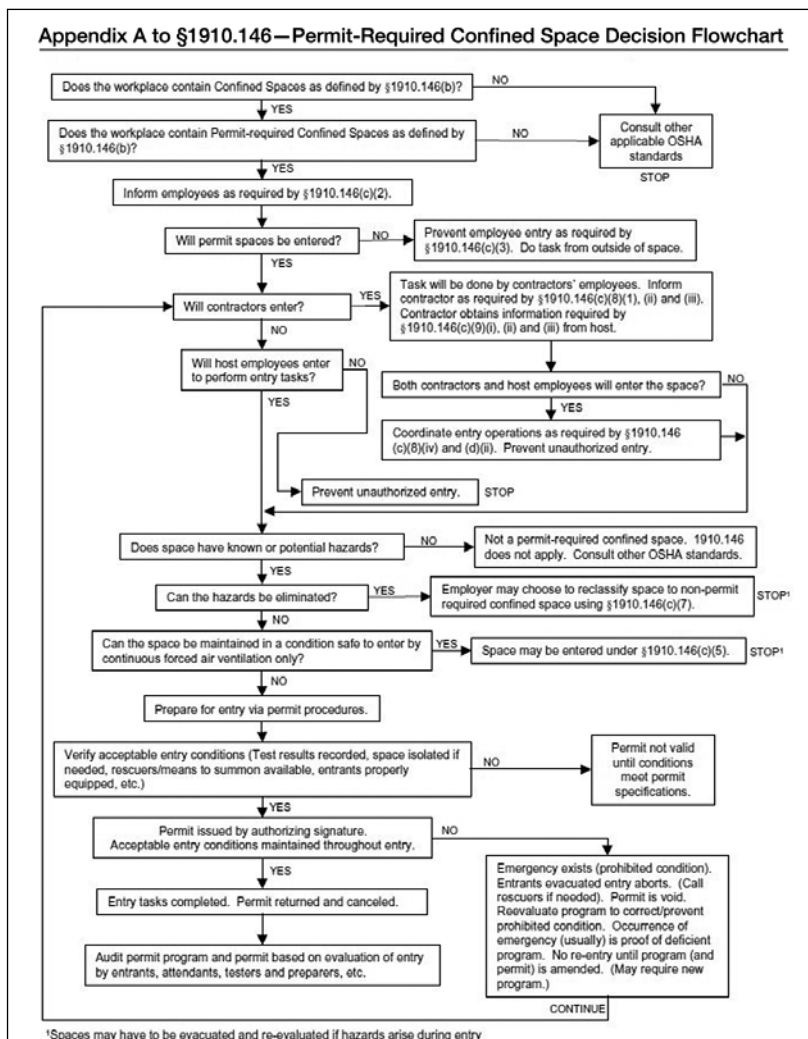 Appendix A to §1910.146—Permit-Required Confined Space Decision Flowchart
Does the workplace contain Confined Spaces as defined by §1910.146(b)?
NO
YES
Does the workplace contain Permit-required Confined Spaces as defined by
§1910.146(b)?
NO
Consult other
applicable OSHA
standards
STOP
YES
Inform employees as required by §1910.146(c)(2).
Will permit spaces be entered?
NO
Prevent employee entry as required by
§1910.146(c)(3). Do task from outside of space.
YES
Will contractors enter?
YES
Task will be done by contractors' employees. Inform
contractor as required by §1910.146(c)(8)(1), (ii) and (iii).
Contractor obtains information required by
§1910.146(c)(9)(i), (ii) and (iii) from host.
NO
Will host employees enter
to perform entry tasks?
NO
YES
Both contractors and host employees will enter the space?
NO
YES
Coordinate entry operations as required by §1910.146
(c)(8)(iv) and (d)(ii). Prevent unauthorized entry.
Prevent unauthorized entry.
STOP
Does space have known or potential hazards?
NO
Not a permit-required confined space. 1910.146
does not apply. Consult other OSHA standards.
YES
Can the hazards be eliminated?
YES
Employer may choose to reclassify space to non-permit
required confined space using §1910.146(c)(7).
STOP¹
NO
Can the space be maintained in a condition safe to enter by
continuous forced air ventilation only?
YES
Space may be entered under §1910.146(c)(5).
STOP¹
NO
Prepare for entry via permit procedures.
Verify acceptable entry conditions (Test results recorded, space isolated if
needed, rescuers/means to summon available, entrants properly
equipped, etc.)
NO
Permit not valid
until conditions
meet permit
specifications.
YES
Permit issued by authorizing signature.
Acceptable entry conditions maintained throughout entry.
NO
YES
Emergency exists (prohibited condition).
Entrants evacuated entry aborts. (Call
rescuers if needed). Permit is void.
Reevaluate program to correct/prevent
prohibited condition. Occurrence of
emergency (usually) is proof of deficient
program. No re-entry until program (and
permit) is amended. (May require new
program.)
Entry tasks completed. Permit returned and canceled.
Audit permit program and permit based on evaluation of entry
by entrants, attendants, testers and preparers, etc.
CONTINUE
¹Spaces may have to be evacuated and re-evaluated if hazards arise during entry